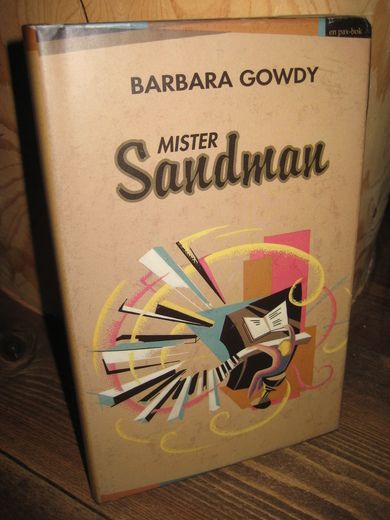 en pax-bok
BARBARA GOWDY
MISTER
Sandman